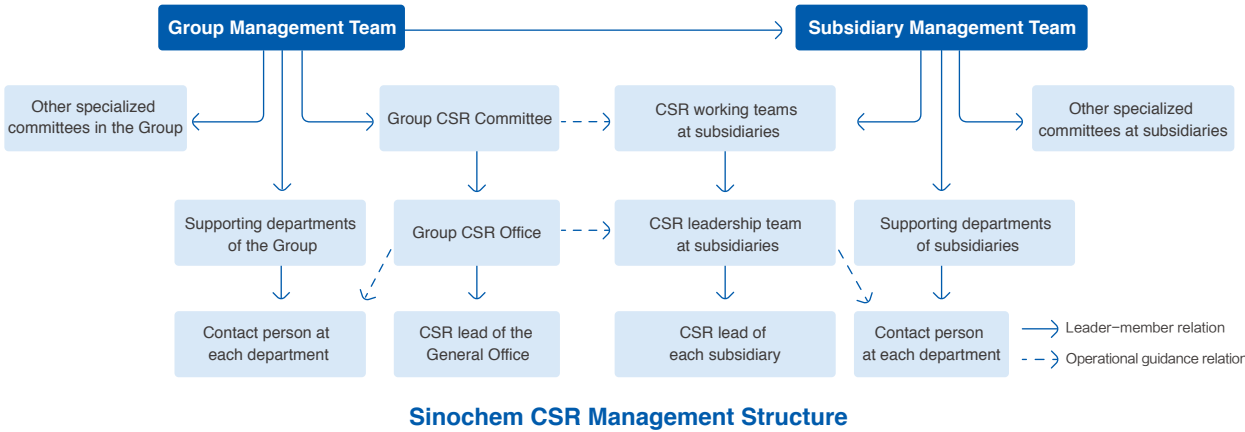 Group Management Team
Subsidiary Management Team
Other specialized
committees in the Group
Group CSR Committee
CSR working teams
at subsidiaries
Other specialized
committees at subsidiaries
Supporting departments
of the Group
Group CSR Office
CSR leadership team
at subsidiaries
Supporting departments
of subsidiaries
Contact person at
each department
CSR lead of the
General Office
CSR lead of
each subsidiary
Contact person
at each department
Leader-member relation
Operational guidance relation
Sinochem CSR Management Structure